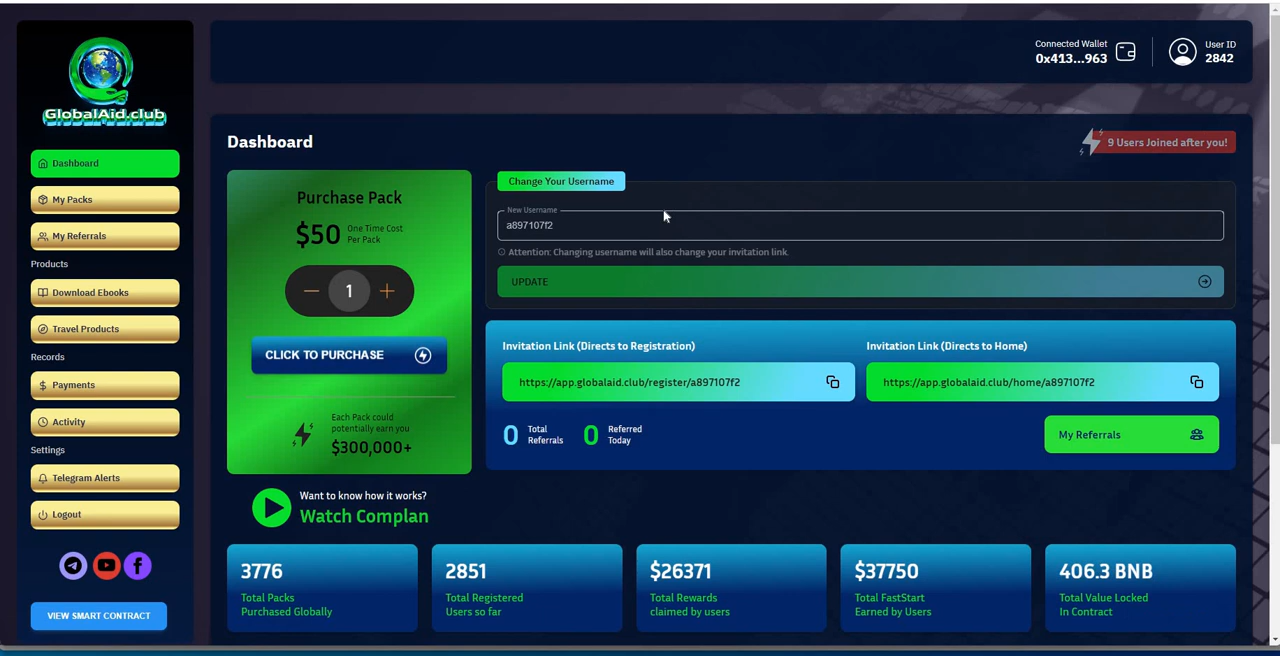 GlobalAid.club
Dashboard
My Packs
My Referrals
Products
Download Ebooks
Travel Products
Records
Payments
Activity
Settings
Telegram Alerts
Logout
VIEW SMART CONTRACT
Connected Wallet
0x413...963
User ID
2842
Dashboard
9 Users Joined after you!
Purchase Pack
$50
One Time Cost
Per Pack
1
CLICK TO PURCHASE
Each Pack could
potentially earn you
$300,000+
Change Your Username
New Username
a897107f2
Attention: Changing username will also change your invitation link.
UPDATE
Invitation Link (Directs to Registration)
https://app.globalaid.club/register/a897107f2
Invitation Link (Directs to Home)
https://app.globalaid.club/home/a897107f2
0
Total
Referrals
0
Referred
Today
My Referrals
Want to know how it works?
Watch Complan
3776
Total Packs
Purchased Globally
2851
Total Registered
Users so far
$26371
Total Rewards
claimed by users
$37750
Total FastStart
Earned by Users
406.3 BNB
Total Value Locked
In Contract